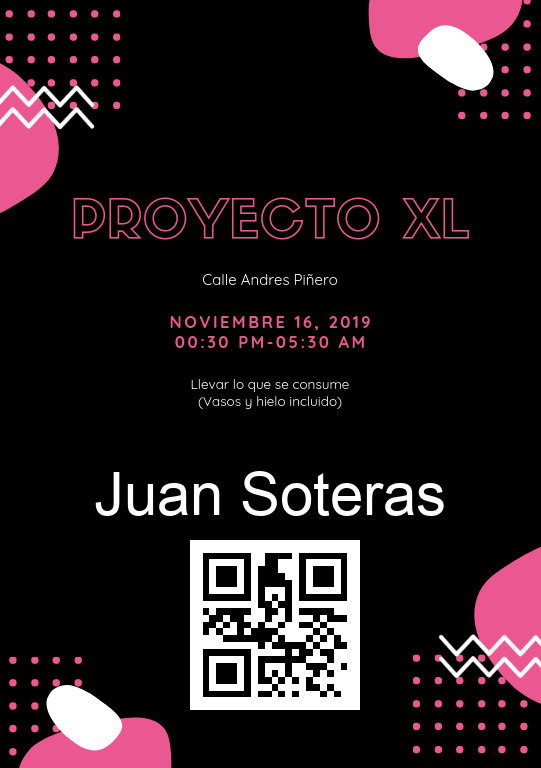 PROYECTO XL
Calle Andres Piñero
NOVIEMBRE 16, 2019
00:30 PM-05:30 AM
Llevar lo que se consume
(Vasos y hielo incluido)
Juan Soteras